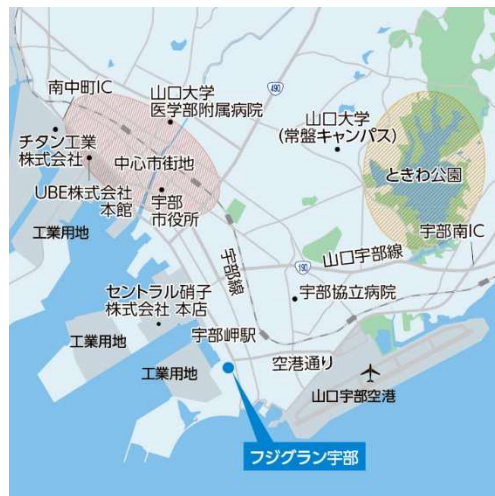 490
南中町IC
山口大学
医学部附属病院
山口大学
(常盤キャンパス)
チタン工業
株式会社
中心市街地
ときわ公園
UBE株式会社
本館
宇部
市役所
工業用地
宇部線
山口宇部線
宇部南IC
190
セントラル硝子
株式会社 本店
宇部協立病院
宇部岬駅
空港通り
工業用地
工業用地
山口宇部空港
フジグラン宇部